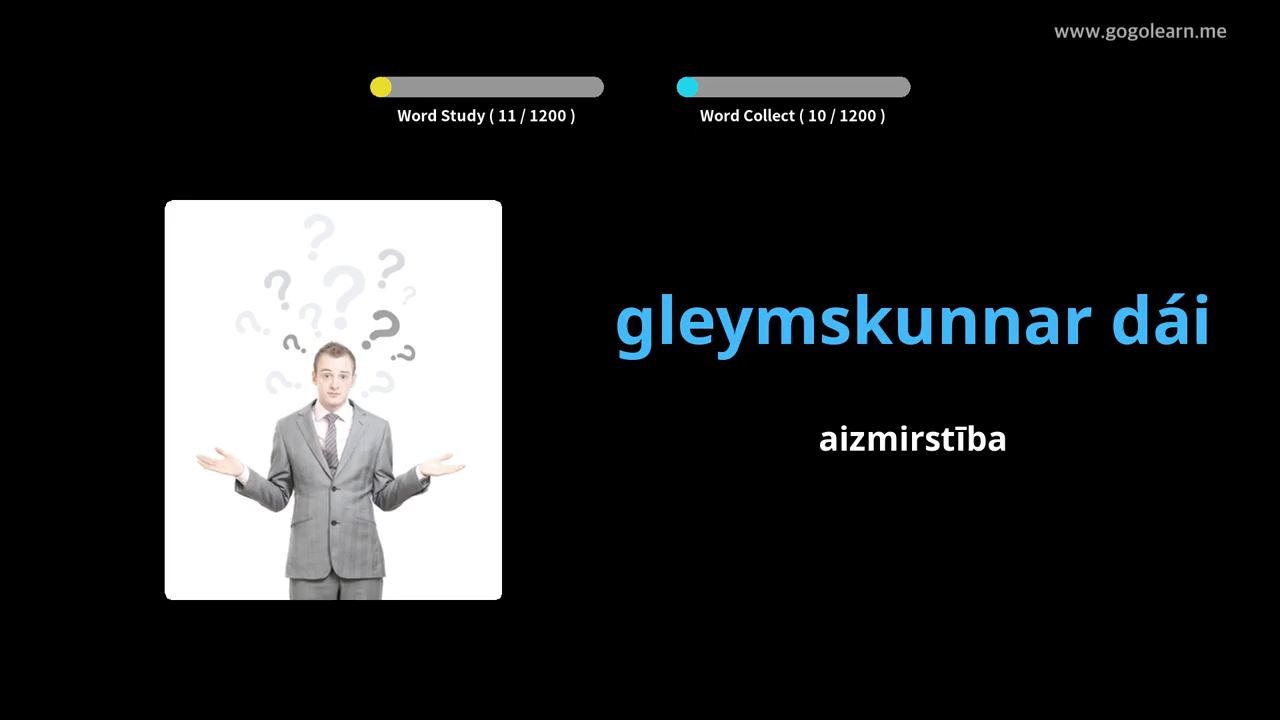 www.gogolearn.me
Word Study ( 11 / 1200 )
Word Collect ( 10 / 1200 )
gleymskunnar dái
aizmirstība